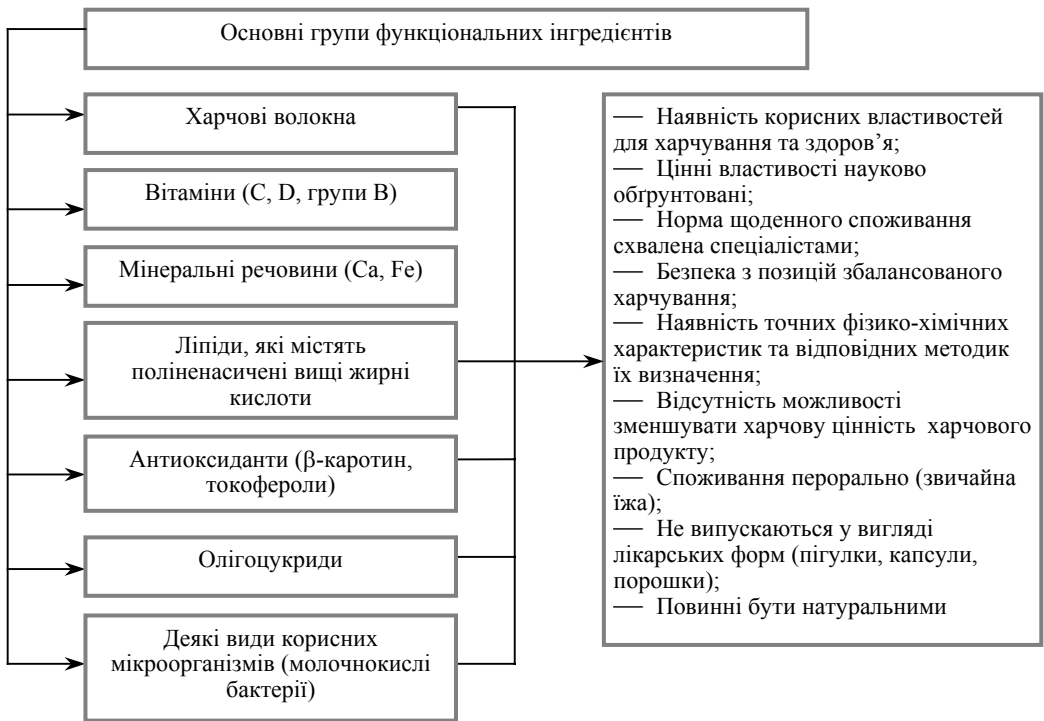 Основні групи функціональних інгредієнтів
Харчові волокна
Вітаміни (С, D, групи В)
Мінеральні речовини (Ca, Fe)
Ліпіди, які містять
поліненасичені вищі жирні
кислоти
Антиоксиданти (β-каротин,
токофероли)
Олігоцукриди
Деякі види корисних
мікроорганізмів (молочнокислі
бактерії)
— Наявність корисних властивостей
для харчування та здоров’я;
— Цінні властивості науково
обґрунтовані;
— Норма щоденного споживання
схвалена спеціалістами;
— Безпека з позицій збалансованого
харчування;
— Наявність точних фізико-хімічних
характеристик та відповідних методик
їх визначення;
— Відсутність можливості
зменшувати харчову цінність харчового
продукту;
— Споживання перорально (звичайна
їжа);
— Не випускаються у вигляді
лікарських форм (пігулки, капсули,
порошки);
— Повинні бути натуральними